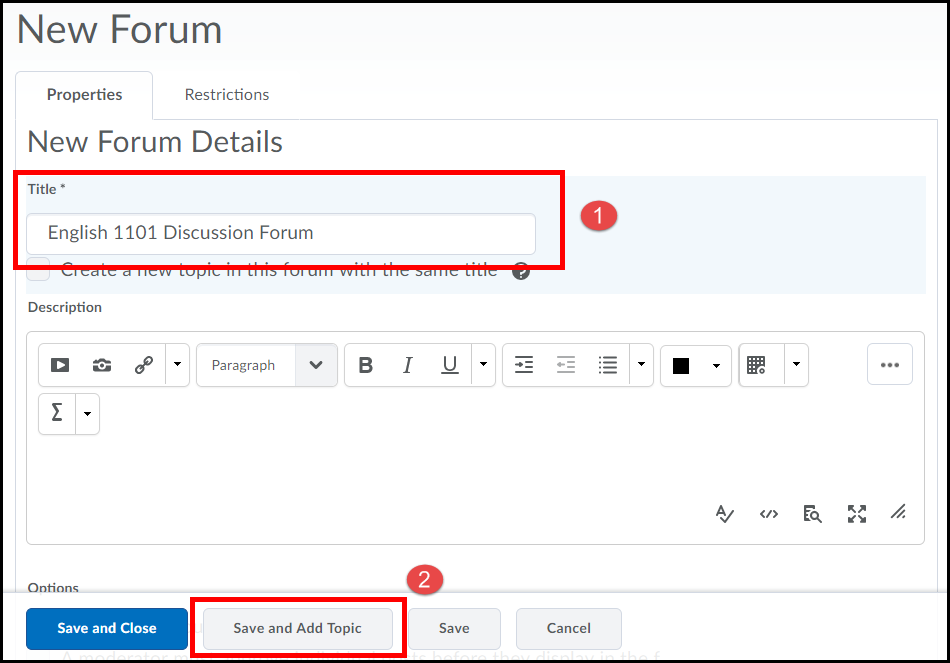 New Forum
Properties Restrictions
New Forum Details
Title *
1
English 1101 Discussion Forum
Create a new topic in this forum with the same title ?
Description
Paragraph B I U
Σ
Options
2
Save and Close Save and Add Topic Save Cancel
A moderator m before they display in the f